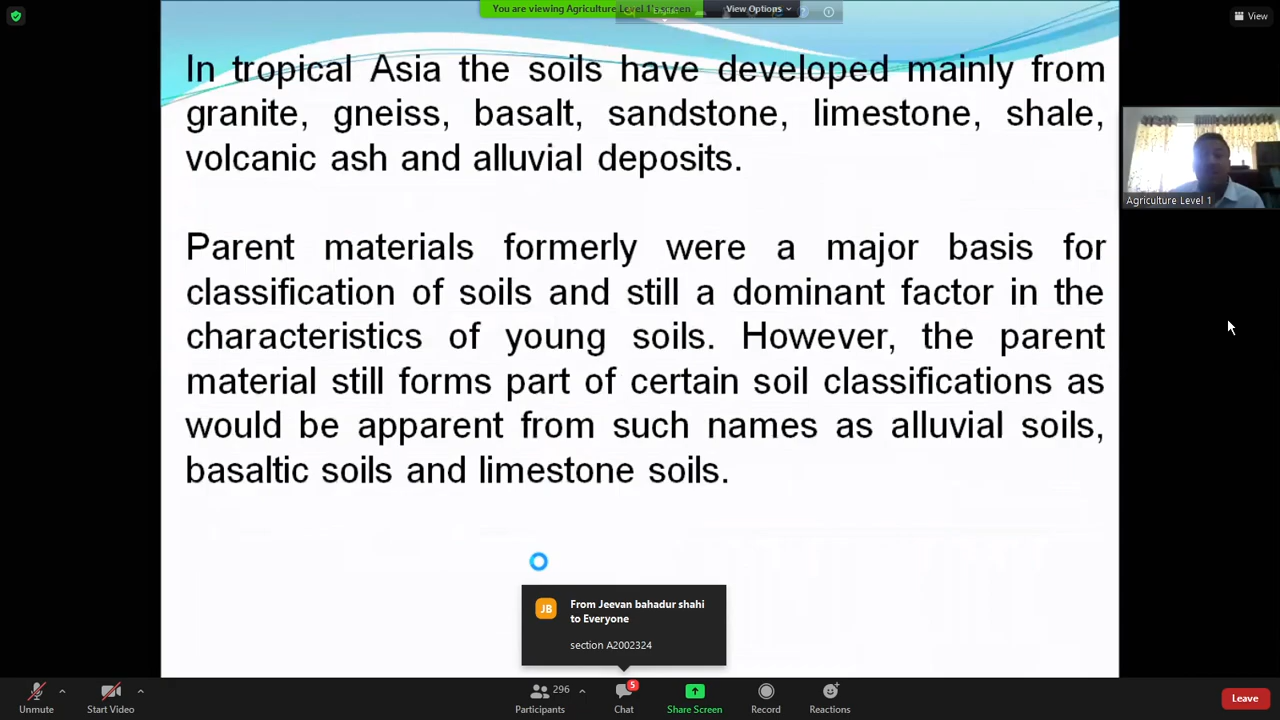 You are viewing Agriculture Level 1's screen
View Options
View
In tropical Asia the soils have developed mainly from
granite, gneiss, basalt, sandstone, limestone, shale,
volcanic ash and alluvial deposits.
Agriculture Level 1
Parent materials formerly were a major basis for
classification of soils and still a dominant factor in the
characteristics of young soils. However, the parent
material still forms part of certain soil classifications as
would be apparent from such names as alluvial soils,
basaltic soils and limestone soils.
JB
From Jeevan bahadur shahi
to Everyone
section A2002324
296
5
Unmute
Start Video
Participants
Chat
Share Screen
Record
Reactions
Leave